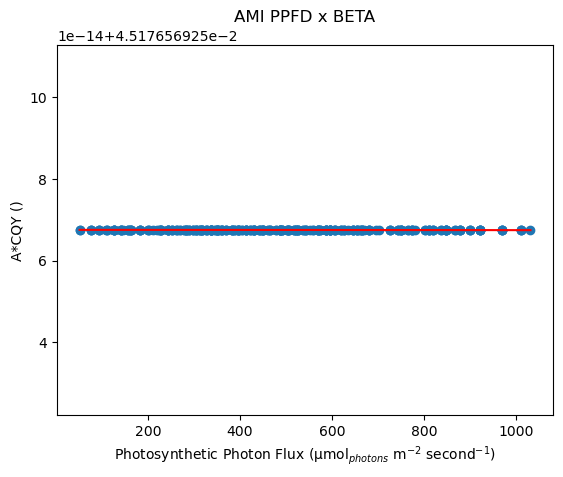 AMI PPFD x BETA
1e−14+4.517656925e−2
10
8
6
4
A*CQY ()
200 400 600 800 1000
Photosynthetic Photon Flux (μmol$_{photons}$ m$^{−2}$ second$^{−1}$)